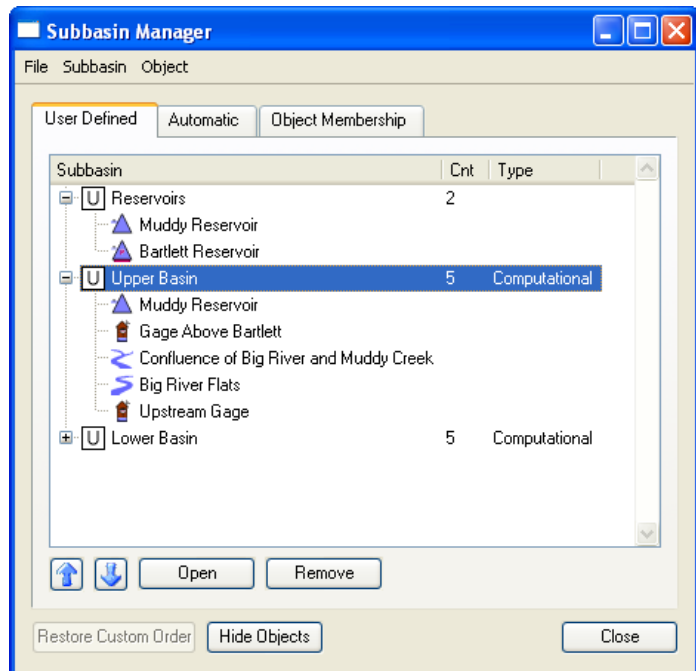 Subbasin Manager
File Subbasin Object
User Defined Automatic Object Membership
Subbasin Cnt Type
U Reservoirs 2
Muddy Reservoir
Bartlett Reservoir
U Upper Basin 5 Computational
Muddy Reservoir
Gage Above Bartlett
Confluence of Big River and Muddy Creek
Big River Flats
Upstream Gage
U Lower Basin 5 Computational
Open Remove
Restore Custom Order Hide Objects Close